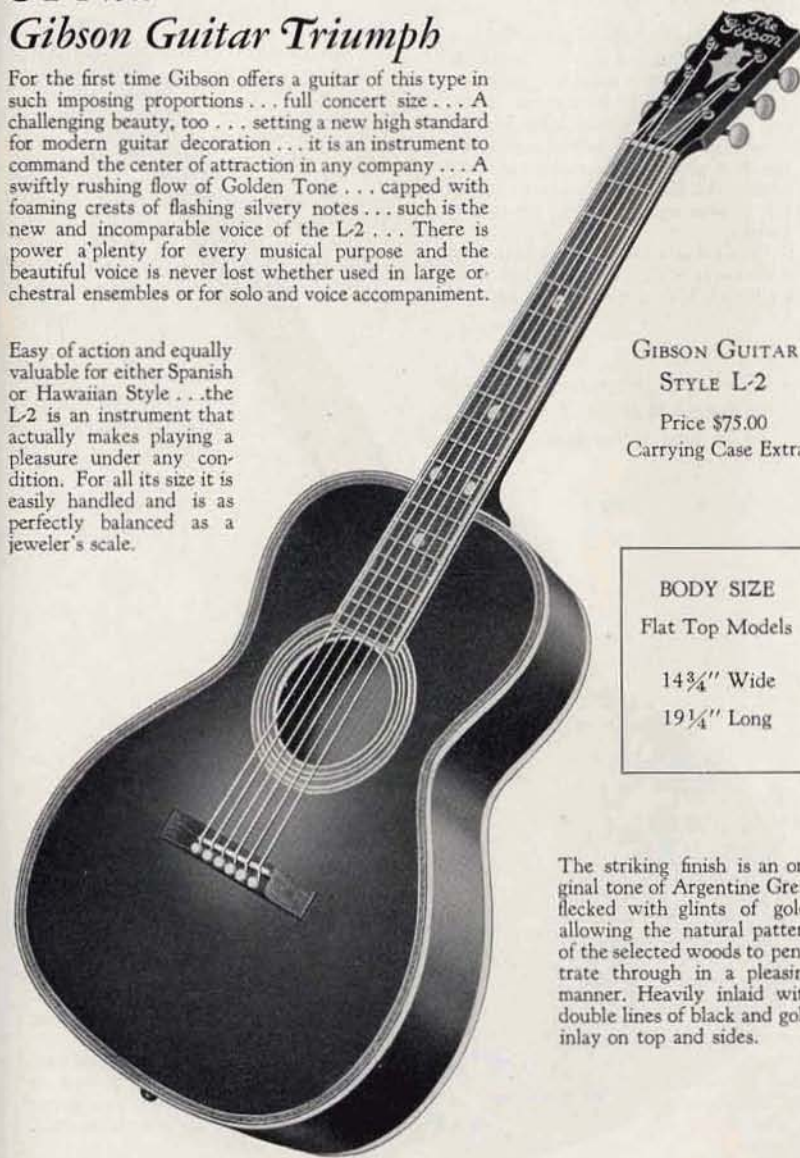 Gibson Guitar Triumph
For the first time Gibson offers a guitar of this type in
such imposing proportions . . . full concert size . . . A
challenging beauty, too . . . setting a new high standard
for modern guitar decoration . . . it is an instrument to
command the center of attraction in any company . . . A
swiftly rushing flow of Golden Tone . . . capped with
foaming crests of flashing silvery notes . . . such is the
new and incomparable voice of the L-2 . . . There is
power a'plenty for every musical purpose and the
beautiful voice is never lost whether used in large or-
chestral ensembles or for solo and voice accompaniment.
The
Gibson
Easy of action and equally
valuable for either Spanish
or Hawaiian Style . . .the
L-2 is an instrument that
actually makes playing a
pleasure under any con-
dition. For all its size it is
easily handled and is as
perfectly balanced as a
jeweler's scale.
GIBSON GUITAR
STYLE L-2
Price $75.00
Carrying Case Extra
BODY SIZE
Flat Top Models
14¾" Wide
19¼" Long
The striking finish is an or
ginal tone of Argentine Gre
flecked with glints of gol
allowing the natural patter
of the selected woods to pen
trate through in a pleasin
manner. Heavily inlaid wit
double lines of black and gol
inlay on top and sides.